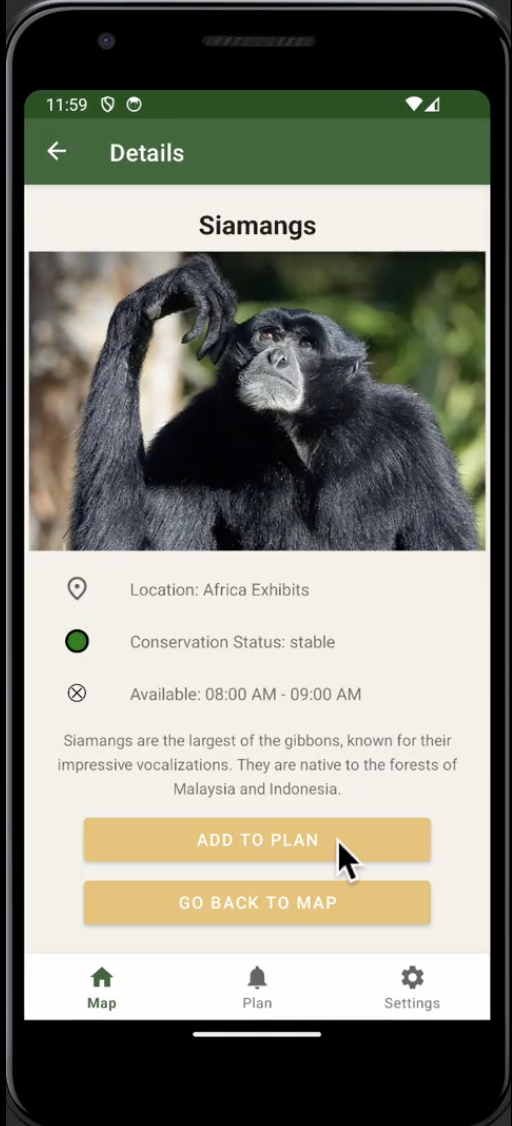 11:59
Details
Siamangs
Location: Africa Exhibits
Conservation Status: stable
Available: 08:00 AM - 09:00 AM
Siamangs are the largest of the gibbons, known for their
impressive vocalizations. They are native to the forests of
Malaysia and Indonesia.
ADD TO PLAN
GO BACK TO MAP
Map Plan Settings